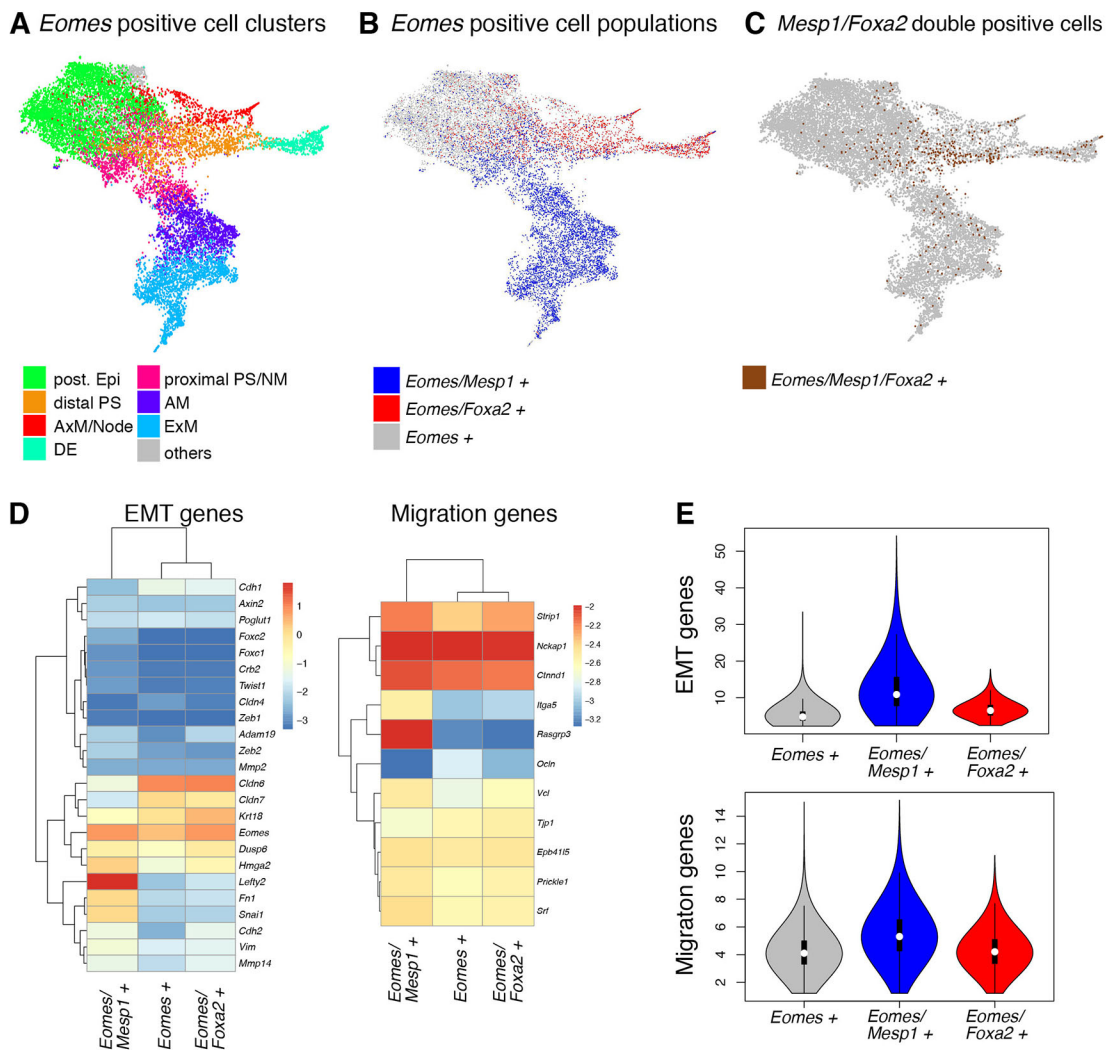 A Eomes positive cell clusters
B Eomes positive cell populations
C Mesp1/Foxa2 double positive cells
post. Epi
distal PS
AxM/Node
DE
proximal PS/NM
AM
ExM
others
Eomes/Mesp1 +
Eomes/Foxa2 +
Eomes +
Eomes/Mesp1/Foxa2 +
D
EMT genes
Cdh1
Axin2
Poglut1
Foxc2
Foxc1
Crb2
Twist1
Cldn4
Zeb1
Adam19
Zeb2
Mmp2
Cldn6
Cldn7
Krt18
Eomes
Dusp6
Hmga2
Lefty2
Fn1
Snai1
Cdh2
Vim
Mmp14
1
0
−1
−2
−3
Eomes/
Mesp1 +
Eomes +
Eomes/
Foxa2 +
Migration genes
Strip1
Nckap1
Ctnnd1
Itga5
Rasgrp3
Ocln
Vcl
Tjp1
Epb41l5
Prickle1
Srf
−2
−2.2
−2.4
−2.6
−2.8
−3
−3.2
Eomes/
Mesp1 +
Eomes +
Eomes/
Foxa2 +
E
EMT genes
50
40
30
20
10
Eomes +
Eomes/
Mesp1 +
Eomes/
Foxa2 +
Migraton genes
14
12
10
8
6
4
2
Eomes +
Eomes/
Mesp1 +
Eomes/
Foxa2 +